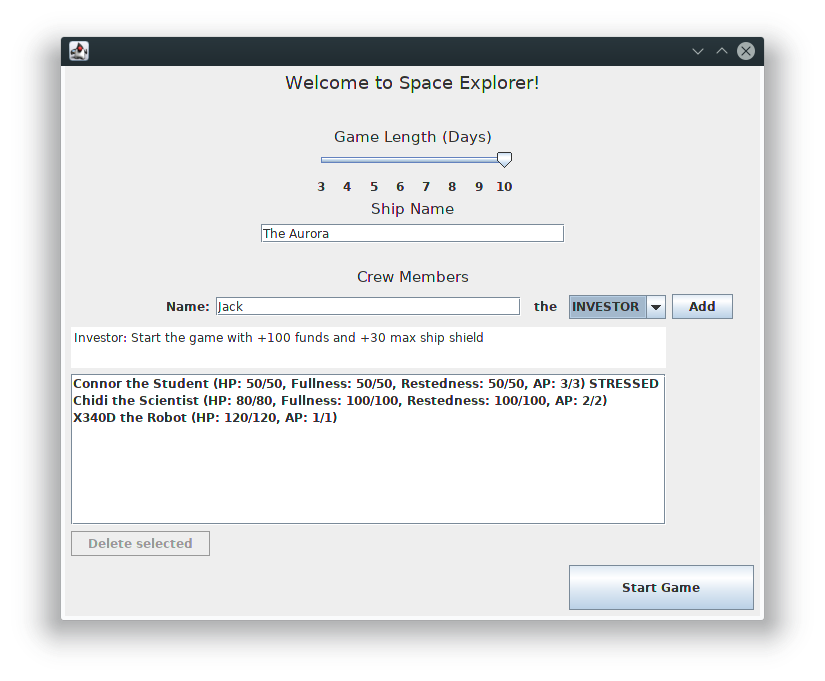 Welcome to Space Explorer!
Game Length (Days)
3 4 5 6 7 8 9 10
Ship Name
The Aurora
Crew Members
Name: Jack the INVESTOR Add
Investor: Start the game with +100 funds and +30 max ship shield
Connor the Student (HP: 50/50, Fullness: 50/50, Restedness: 50/50, AP: 3/3) STRESSED
Chidi the Scientist (HP: 80/80, Fullness: 100/100, Restedness: 100/100, AP: 2/2)
X340D the Robot (HP: 120/120, AP: 1/1)
Delete selected
Start Game